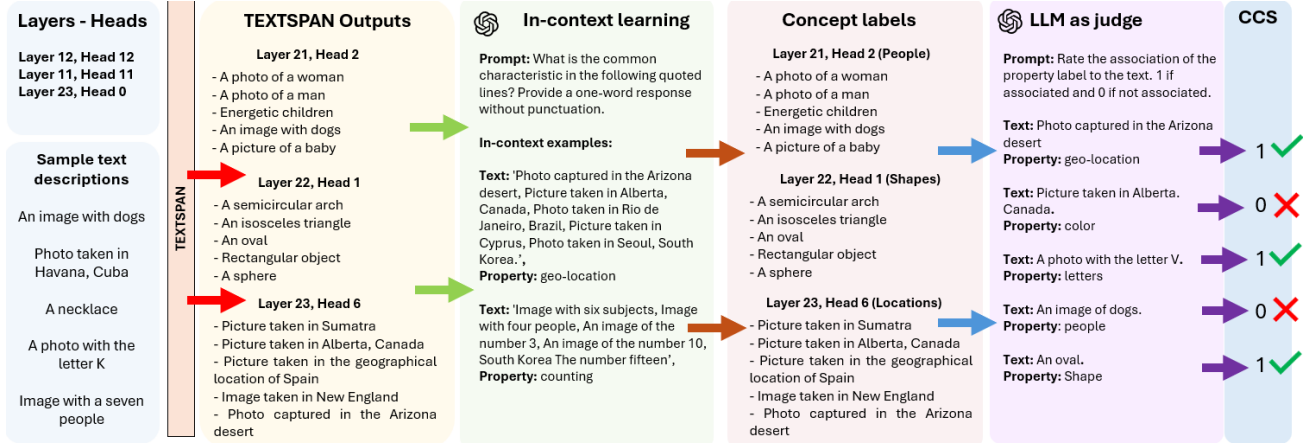 Layers - Heads
Layer 12, Head 12
Layer 11, Head 11
Layer 23, Head 0
Sample text
descriptions
An image with dogs
Photo taken in
Havana, Cuba
A necklace
A photo with the
letter K
Image with a seven
people
TEXTSPAN
TEXTSPAN Outputs
Layer 21, Head 2
- A photo of a woman
- A photo of a man
- Energetic children
- An image with dogs
- A picture of a baby
Layer 22, Head 1
- A semicircular arch
- An isosceles triangle
- An oval
- Rectangular object
- A sphere
Layer 23, Head 6
- Picture taken in Sumatra
- Picture taken in Alberta, Canada
- Picture taken in the geographical
location of Spain
- Image taken in New England
- Photo captured in the Arizona
desert
In-context learning
Prompt: What is the common
characteristic in the following quoted
lines? Provide a one-word response
without punctuation.
In-context examples:
Text: 'Photo captured in the Arizona
desert, Picture taken in Alberta,
Canada, Photo taken in Rio de
Janeiro, Brazil, Picture taken in
Cyprus, Photo taken in Seoul, South
Korea.',
Property: geo-location
Text: 'Image with six subjects, Image
with four people, An image of the
number 3, An image of the number 10,
South Korea The number fifteen',
Property: counting
Concept labels
Layer 21, Head 2 (People)
- A photo of a woman
- A photo of a man
- Energetic children
- An image with dogs
- A picture of a baby
Layer 22, Head 1 (Shapes)
- A semicircular arch
- An isosceles triangle
- An oval
- Rectangular object
- A sphere
Layer 23, Head 6 (Locations)
- Picture taken in Sumatra
- Picture taken in Alberta, Canada
- Picture taken in the geographical
location of Spain
- Image taken in New England
- Photo captured in the Arizona
desert
LLM as judge
Prompt: Rate the association of the
property label to the text. 1 if
associated and 0 if not associated.
Text: Photo captured in the Arizona
desert
Property: geo-location
Text: Picture taken in Alberta.
Canada.
Property: color
Text: A photo with the letter V.
Property: letters
Text: An image of dogs.
Property: people
Text: An oval.
Property: Shape
CCS
1
0
1
0
1